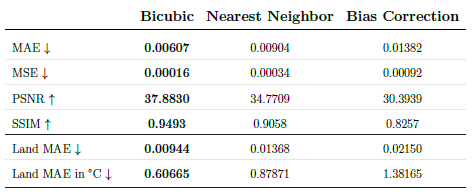 Bicubic Nearest Neighbor Bias Correction
MAE ↓ 0.00607 0.00904 0.01382
MSE ↓ 0.00016 0.00034 0.00092
PSNR ↑ 37.8830 34.7709 30.3939
SSIM ↑ 0.9493 0.9058 0.8257
Land MAE ↓ 0.00944 0.01368 0.02150
Land MAE in °C ↓ 0.60665 0.87871 1.38165